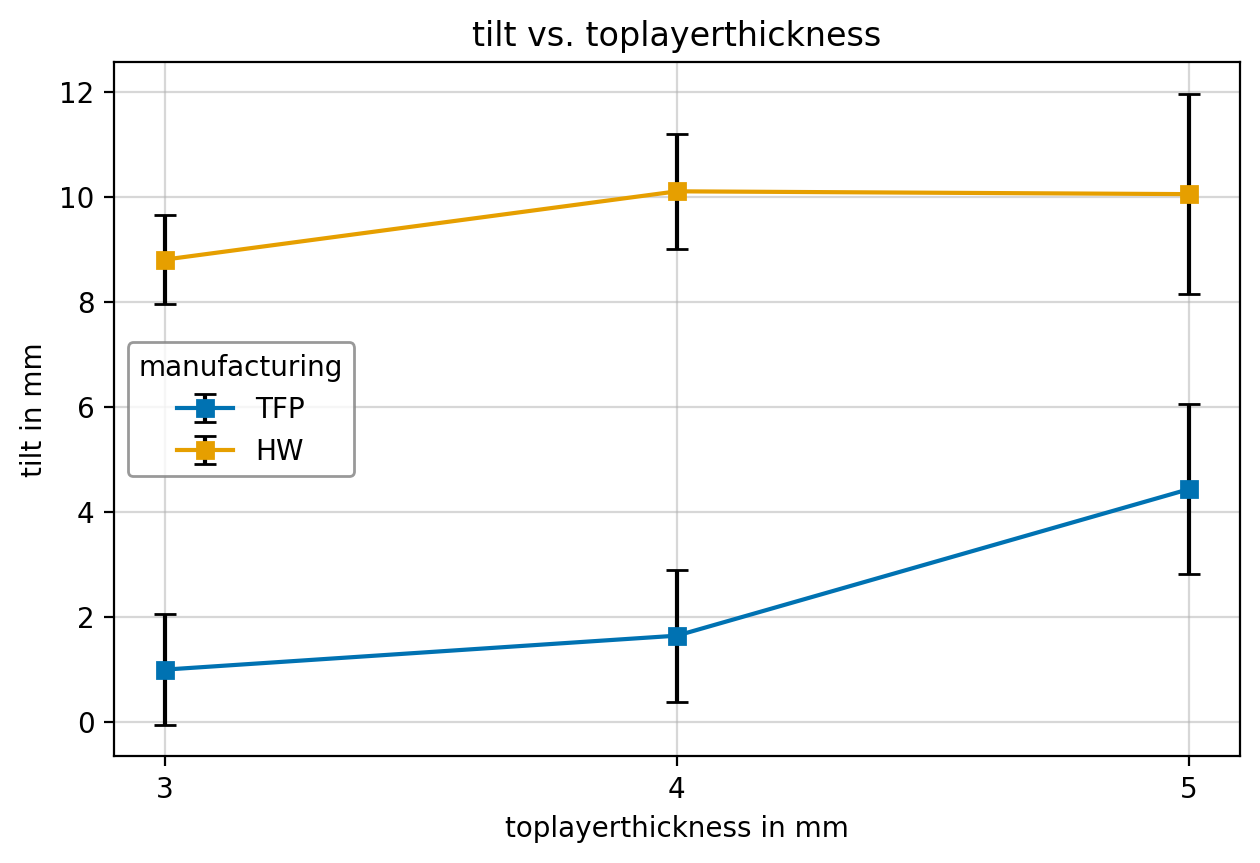 tilt vs. toplayerthickness
12
10
8
6
4
2
0
tilt in mm
manufacturing
TFP
HW
3 4 5
toplayerthickness in mm